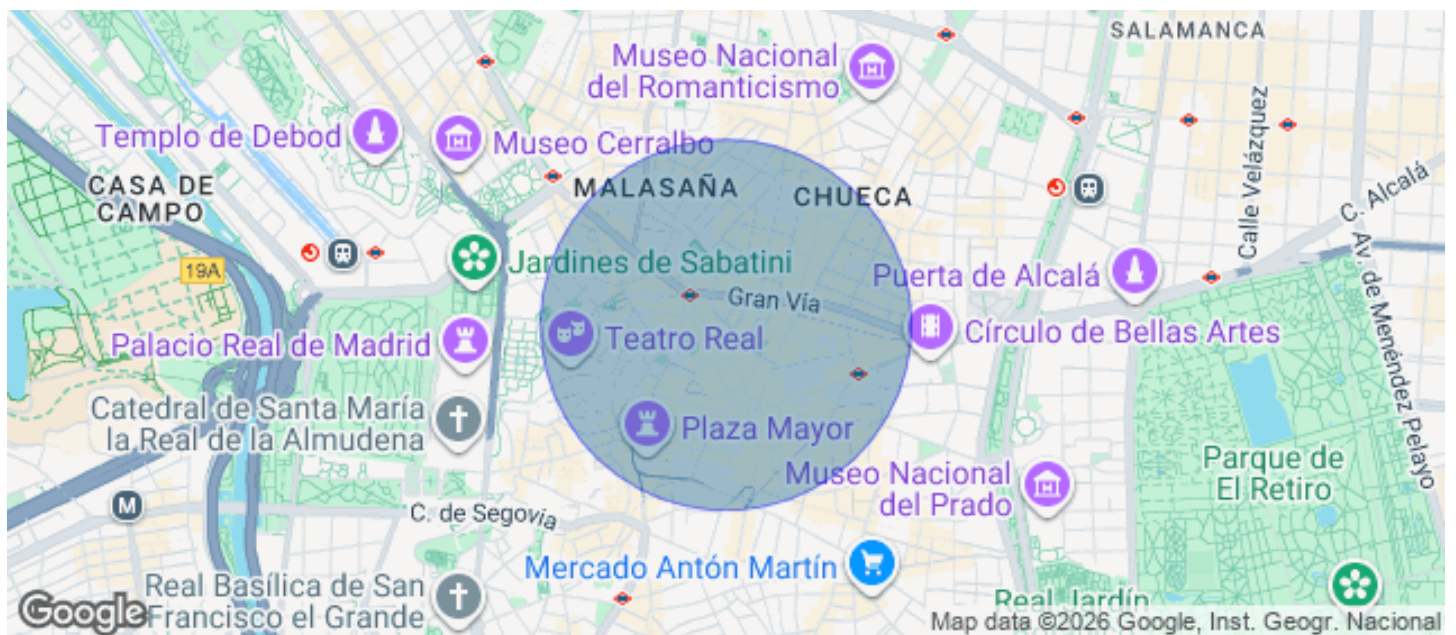 SALAMANCA
Museo Nacional
del Romanticismo
Templo de Debod
Museo Cerralbo
CASA DE
CAMPO
MALASAÑA
CHUECA
Calle Velázquez
C. Alcalá
19A
Jardines de Sabatini
Gran Vía
Puerta de Alcalá
Palacio Real de Madrid
Teatro Real
Círculo de Bellas Artes
Av. de Menéndez Pelayo
Catedral de Santa María
la Real de la Almudena
Plaza Mayor
Museo Nacional
del Prado
Parque de
El Retiro
M
C. de Segovia
Mercado Antón Martín
Real Basílica de San
Francisco el Grande
Real Jardín
Google
Map data ©2026 Google, Inst. Geogr. Nacional